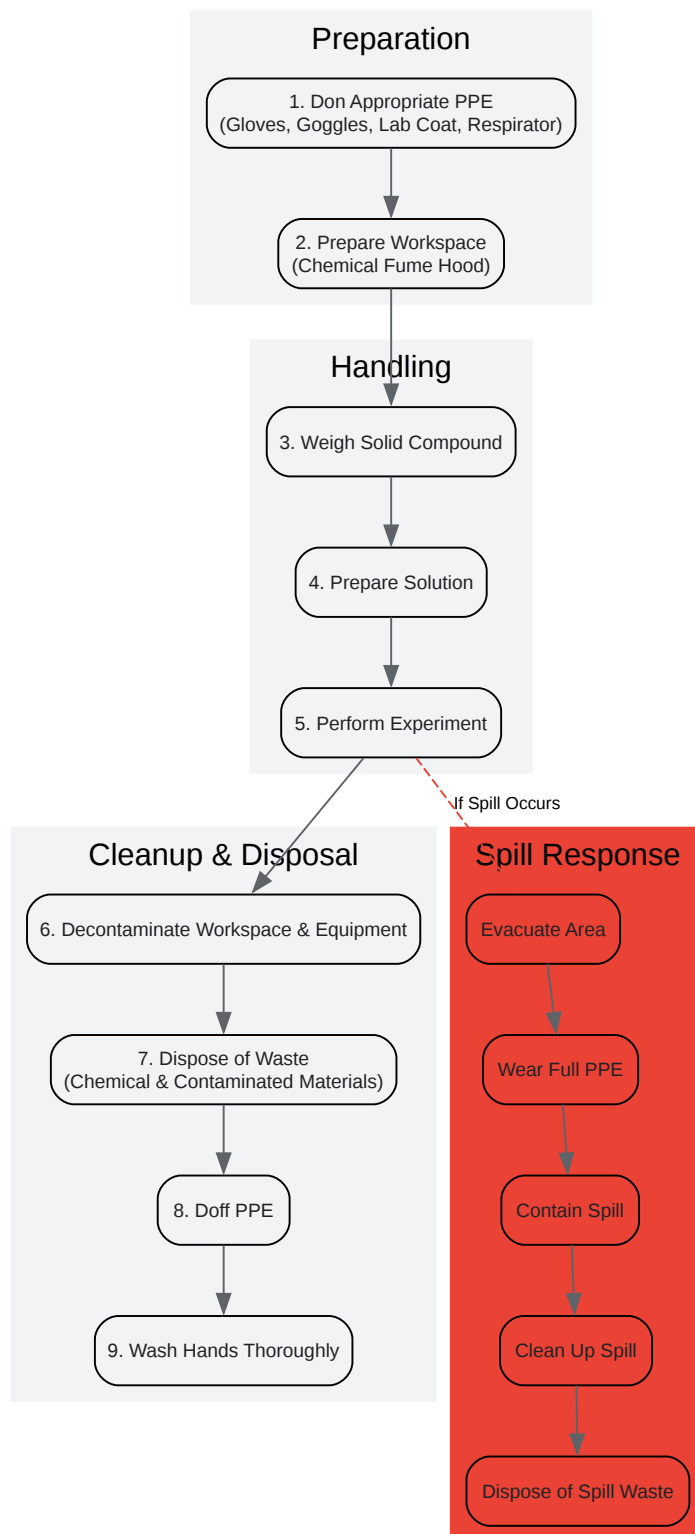 Preparation
1. Don Appropriate PPE
(Gloves, Goggles, Lab Coat, Respirator)
2. Prepare Workspace
(Chemical Fume Hood)
Handling
3. Weigh Solid Compound
4. Prepare Solution
5. Perform Experiment
If Spill Occurs
Cleanup & Disposal
6. Decontaminate Workspace & Equipment
7. Dispose of Waste
(Chemical & Contaminated Materials)
8. Doff PPE
9. Wash Hands Thoroughly
Spill Response
Evacuate Area
Wear Full PPE
Contain Spill
Clean Up Spill
Dispose of Spill Waste